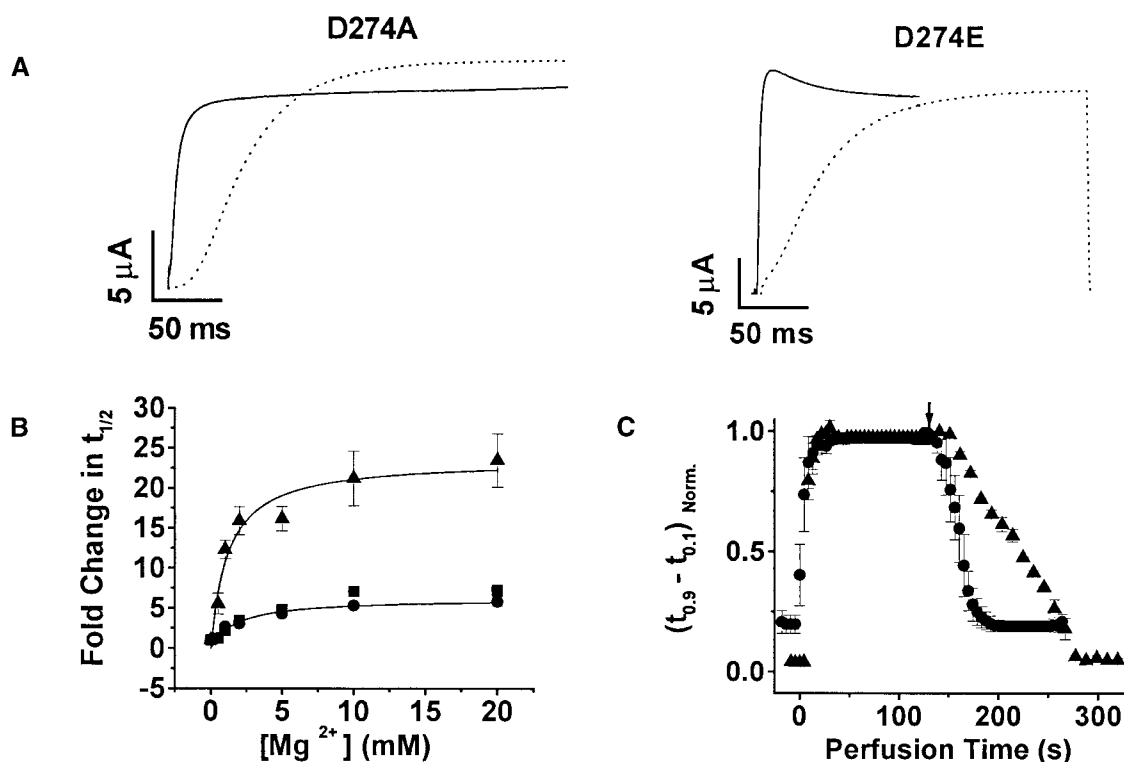 A
D274A
D274E
5 μA
50 ms
5 μA
50 ms
B
Fold Change in t1/2
30
25
20
15
10
5
0
-5
0 5 10 15 20
[Mg 2+] (mM)
C
(t0.9 - t0.1) Norm.
1.0
0.5
0.0
0 100 200 300
Perfusion Time (s)